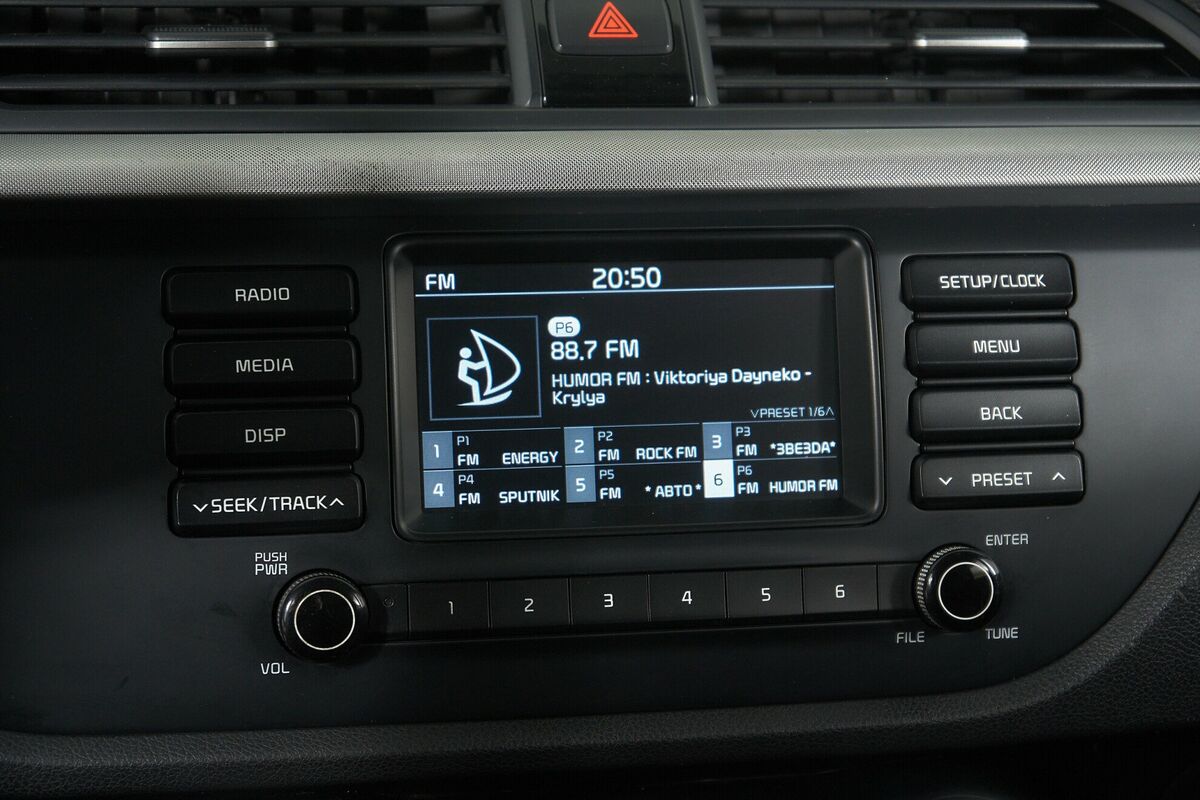 RADIO
MEDIA
DISP
SEEK/TRACK
PUSH
PWR
VOL
FM 20:50
P6
88.7 FM
HUMOR FM : Viktoriya Dayneko -
Krylya
PRESET 1/6
1 P1 FM ENERGY
2 P2 FM ROCK FM
3 P3 FM *ЗВЕЗDА*
4 P4 FM SPUTNIK
5 P5 FM *АВТО*
6 P6 FM HUMOR FM
SETUP/CLOCK
MENU
BACK
PRESET
1 2 3 4 5 6
ENTER
FILE
TUNE